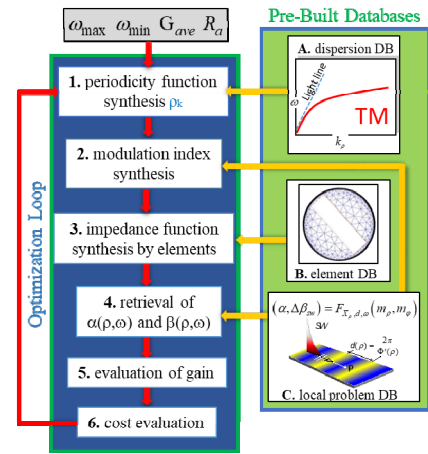 ω_max ω_min G_ave R_a
Pre-Built Databases
Optimization Loop
1. periodicity function
synthesis ρ_k
2. modulation index
synthesis
3. impedance function
synthesis by elements
4. retrieval of
α(ρ,ω) and β(ρ,ω)
5. evaluation of gain
6. cost evaluation
A. dispersion DB
Light line
ω
TM
k_ρ
B. element DB
(α,Δβ_sw) = F_{X̄_ρ,d,ω}(m_ρ,m_φ)
SW
d(ρ) = 2π / Φ'(ρ)
ρ
C. local problem DB